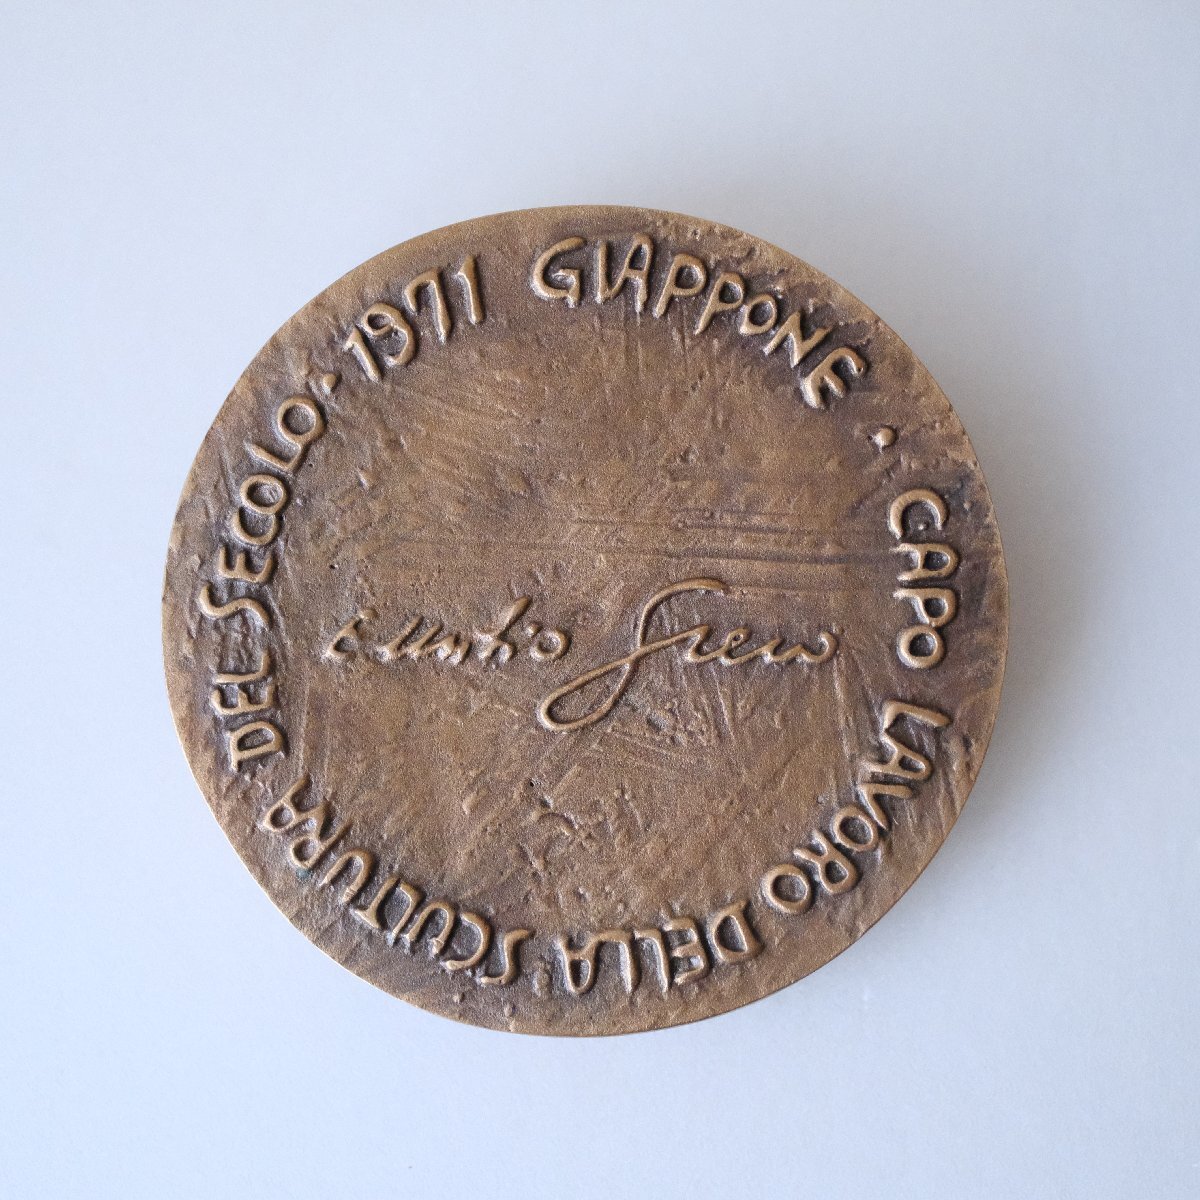 1971 GIAPPONE · CAPO LAVORO DELLA SCULTURA DEL SECOLO ·
Emilio Greco